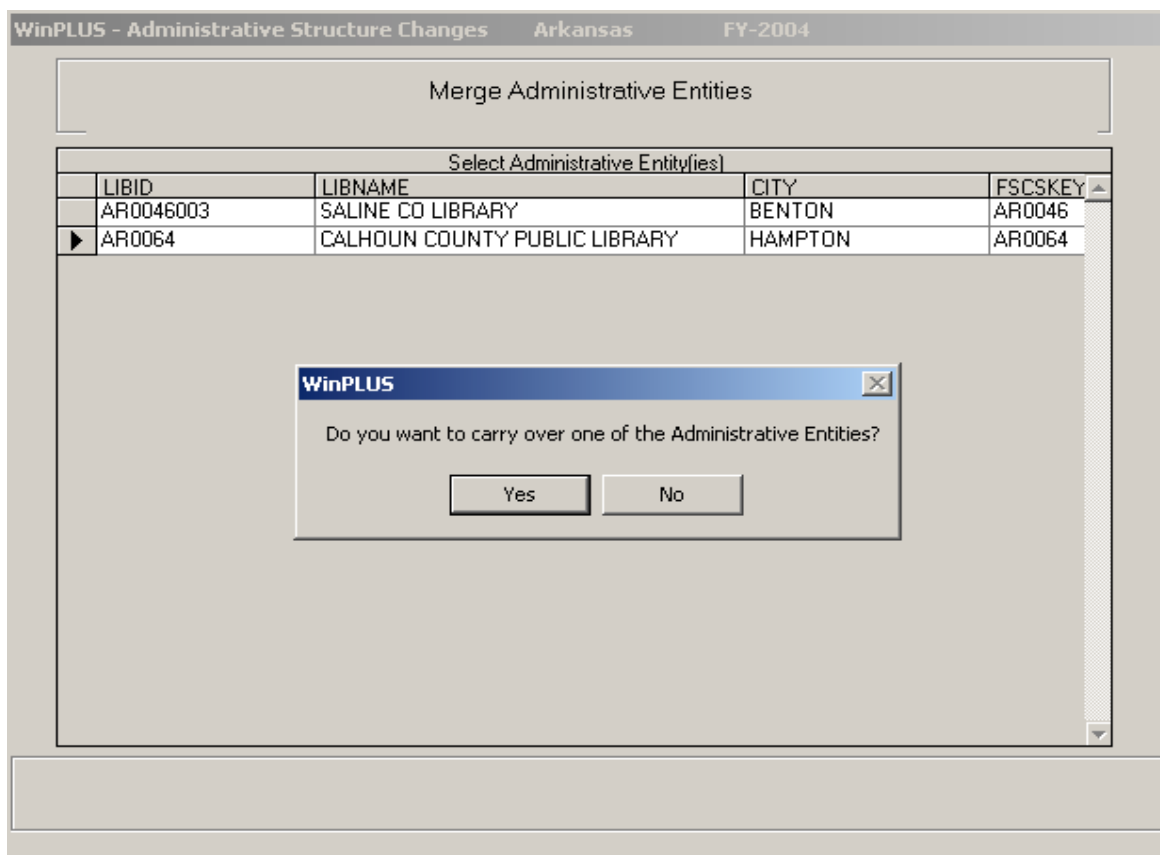 WinPLUS - Administrative Structure Changes Arkansas FY-2004
Merge Administrative Entities
Select Administrative Entity(ies)
LIBID LIBNAME CITY FSCSKEY
AR0046003 SALINE CO LIBRARY BENTON AR0046
AR0064 CALHOUN COUNTY PUBLIC LIBRARY HAMPTON AR0064
WinPLUS
Do you want to carry over one of the Administrative Entities?
Yes No